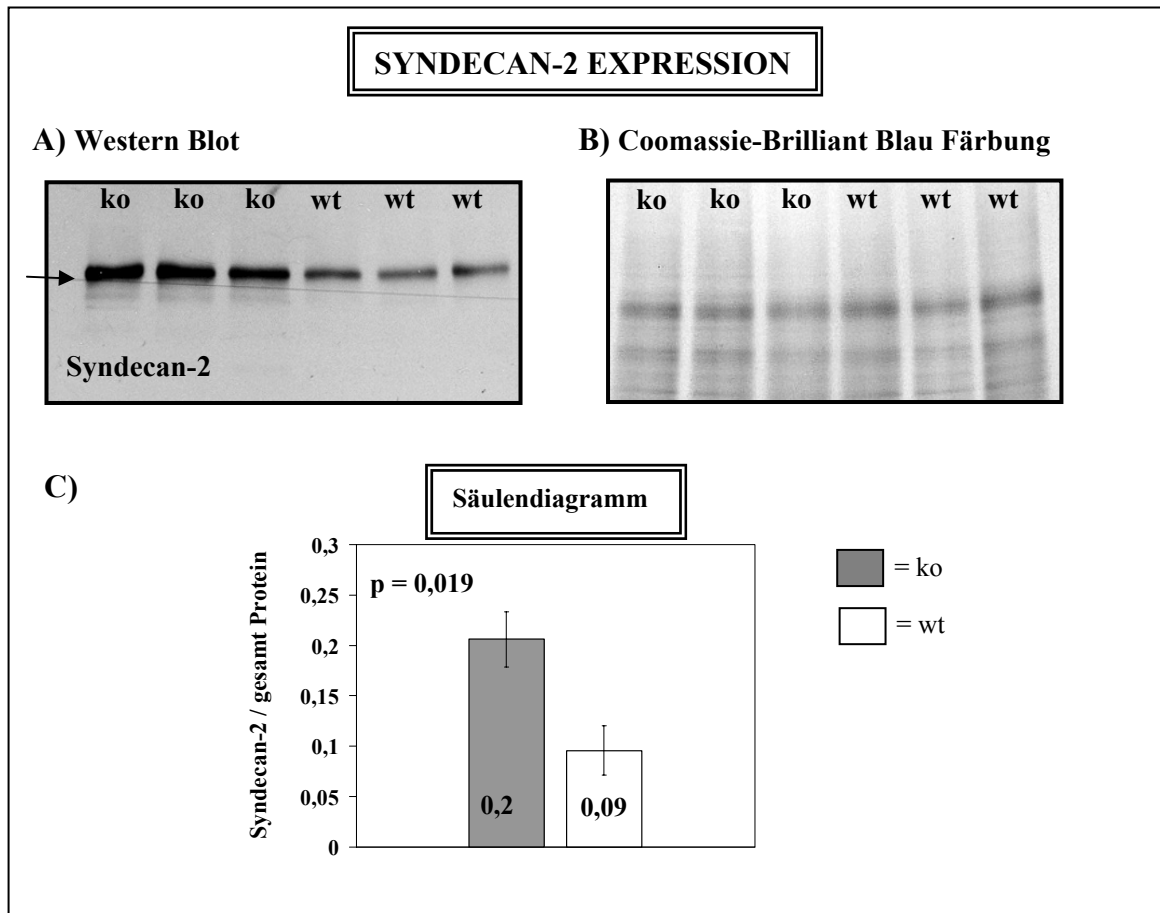 SYNDECAN-2 EXPRESSION
A) Western Blot
B) Coomassie-Brilliant Blau Färbung
ko ko ko wt wt wt
Syndecan-2
ko ko ko wt wt wt
C)
Säulendiagramm
Syndecan-2 / gesamt Protein
0,3
0,25
0,2
0,15
0,1
0,05
0
p = 0,019
0,2
0,09
= ko
= wt